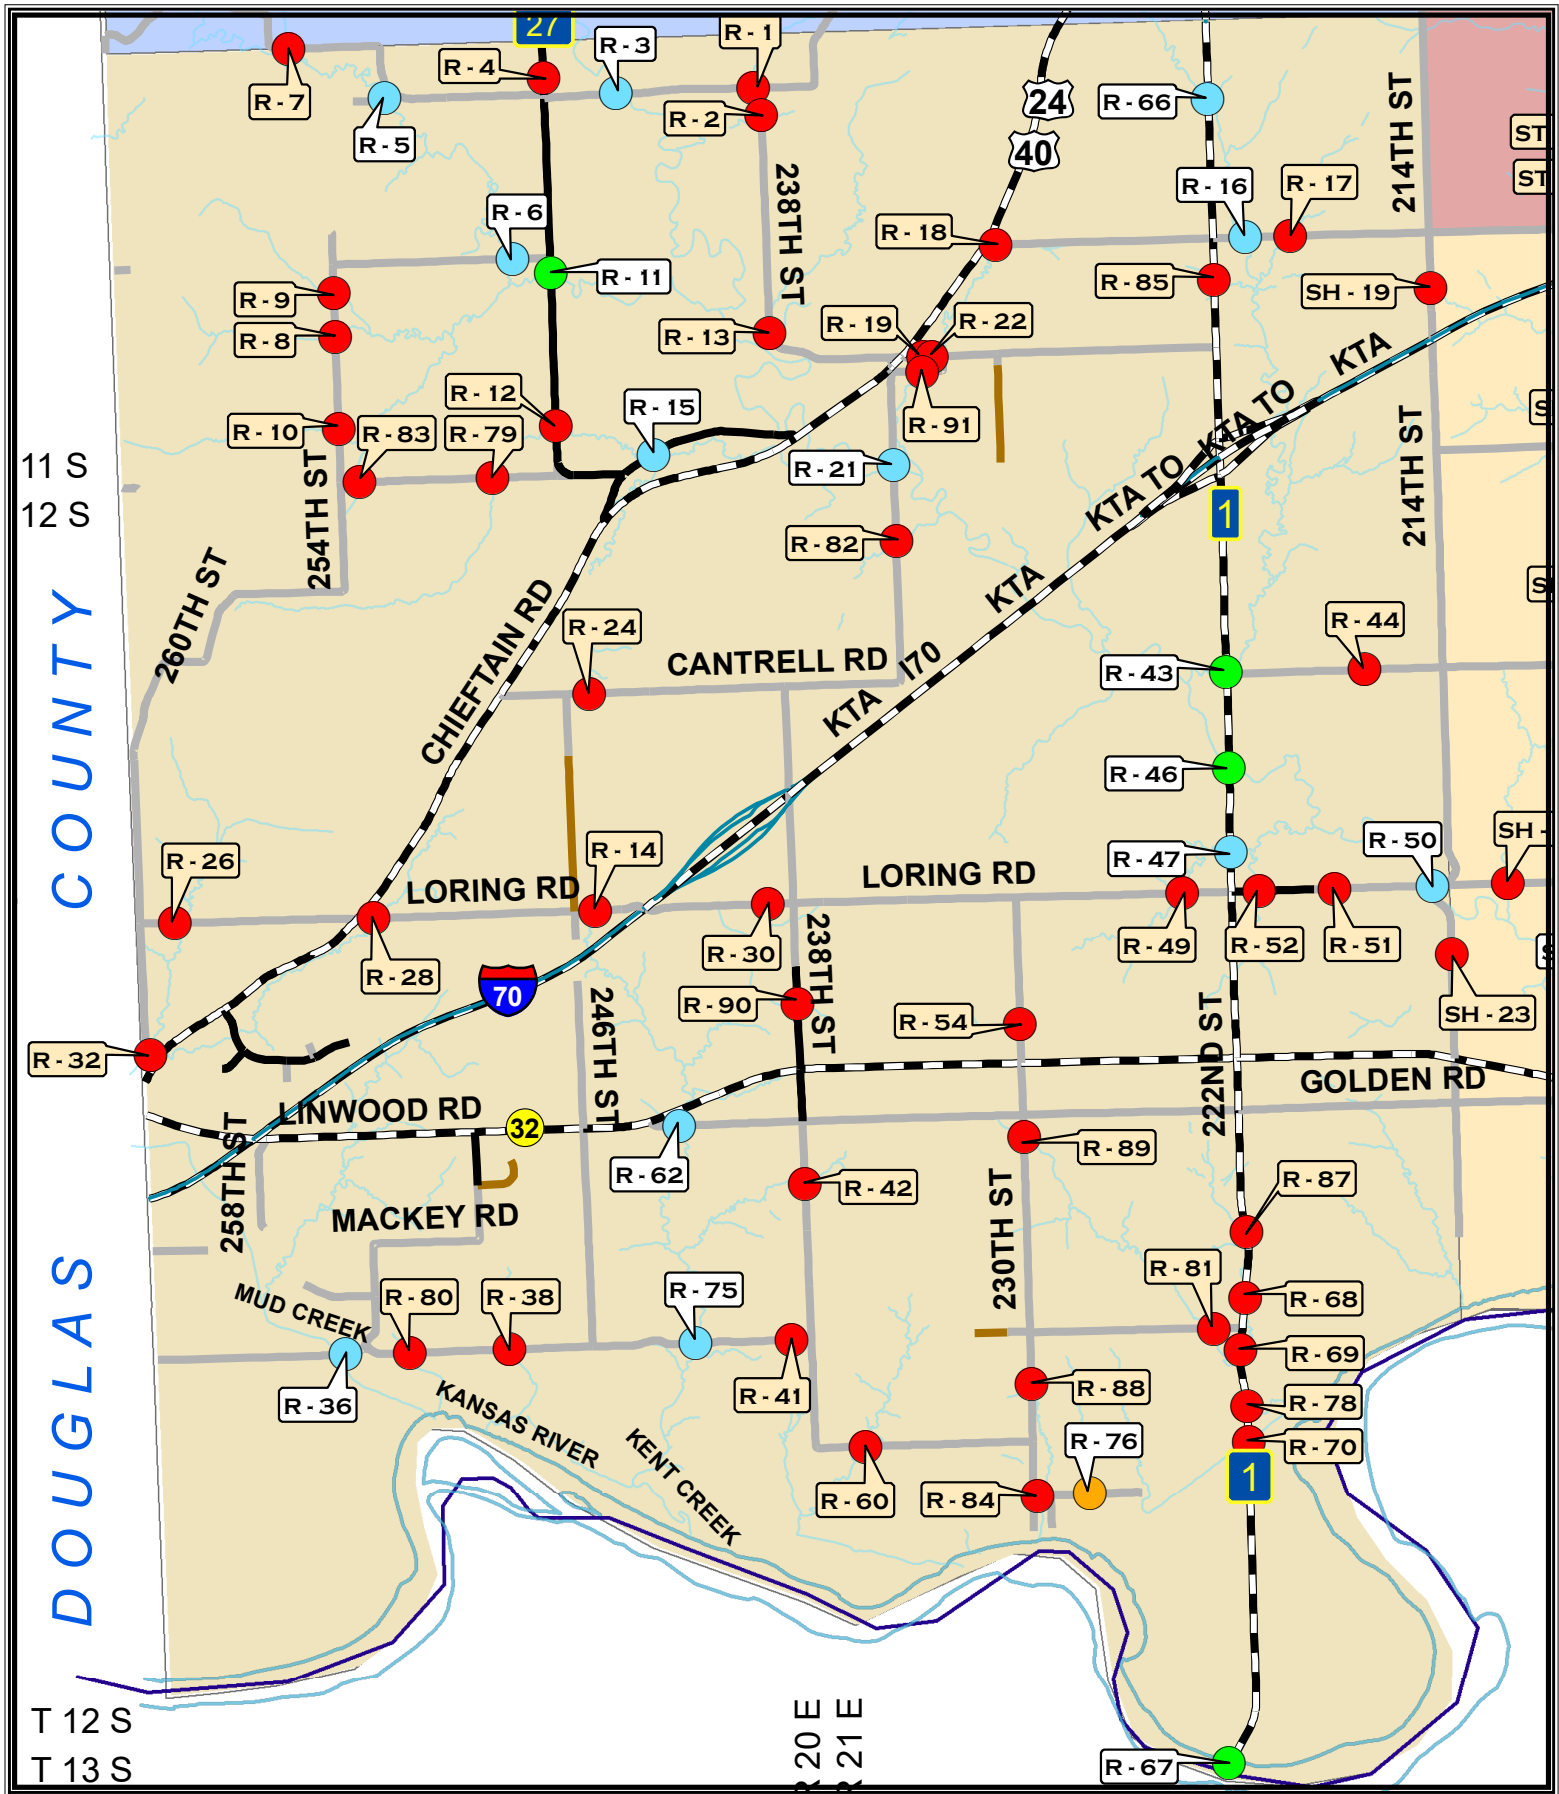 27
R - 3
R - 1
R - 4
R - 7
R - 5
R - 2
24
40
R - 66
214TH ST
ST
ST
R - 6
238TH ST
R - 16
R - 17
R - 18
R - 11
R - 9
R - 8
R - 13
R - 19
R - 22
R - 85
SH - 19
KTA
R - 12
R - 10
R - 83
R - 79
R - 15
R - 91
KTA TO
KTA TO
214TH ST
11 S
12 S
254TH ST
R - 21
R - 82
1
260TH ST
CHIEFTAIN RD
KTA
R - 24
R - 44
CANTRELL RD
I70
KTA
R - 43
R - 46
COUNTY
R - 26
R - 14
LORING RD
LORING RD
R - 47
R - 50
SH -
R - 28
R - 30
R - 49
R - 52
R - 51
70
246TH ST
238TH ST
R - 90
R - 54
222ND ST
SH - 23
R - 32
GOLDEN RD
LINWOOD RD
32
258TH ST
R - 62
R - 89
R - 42
230TH ST
R - 87
MACKEY RD
R - 81
MUD CREEK
R - 80
R - 38
R - 75
R - 68
R - 69
R - 36
R - 41
R - 88
R - 78
KANSAS RIVER
KENT CREEK
R - 76
R - 70
R - 60
R - 84
1
DOUGLAS
T 12 S
T 13 S
R 20 E
R 21 E
R - 67